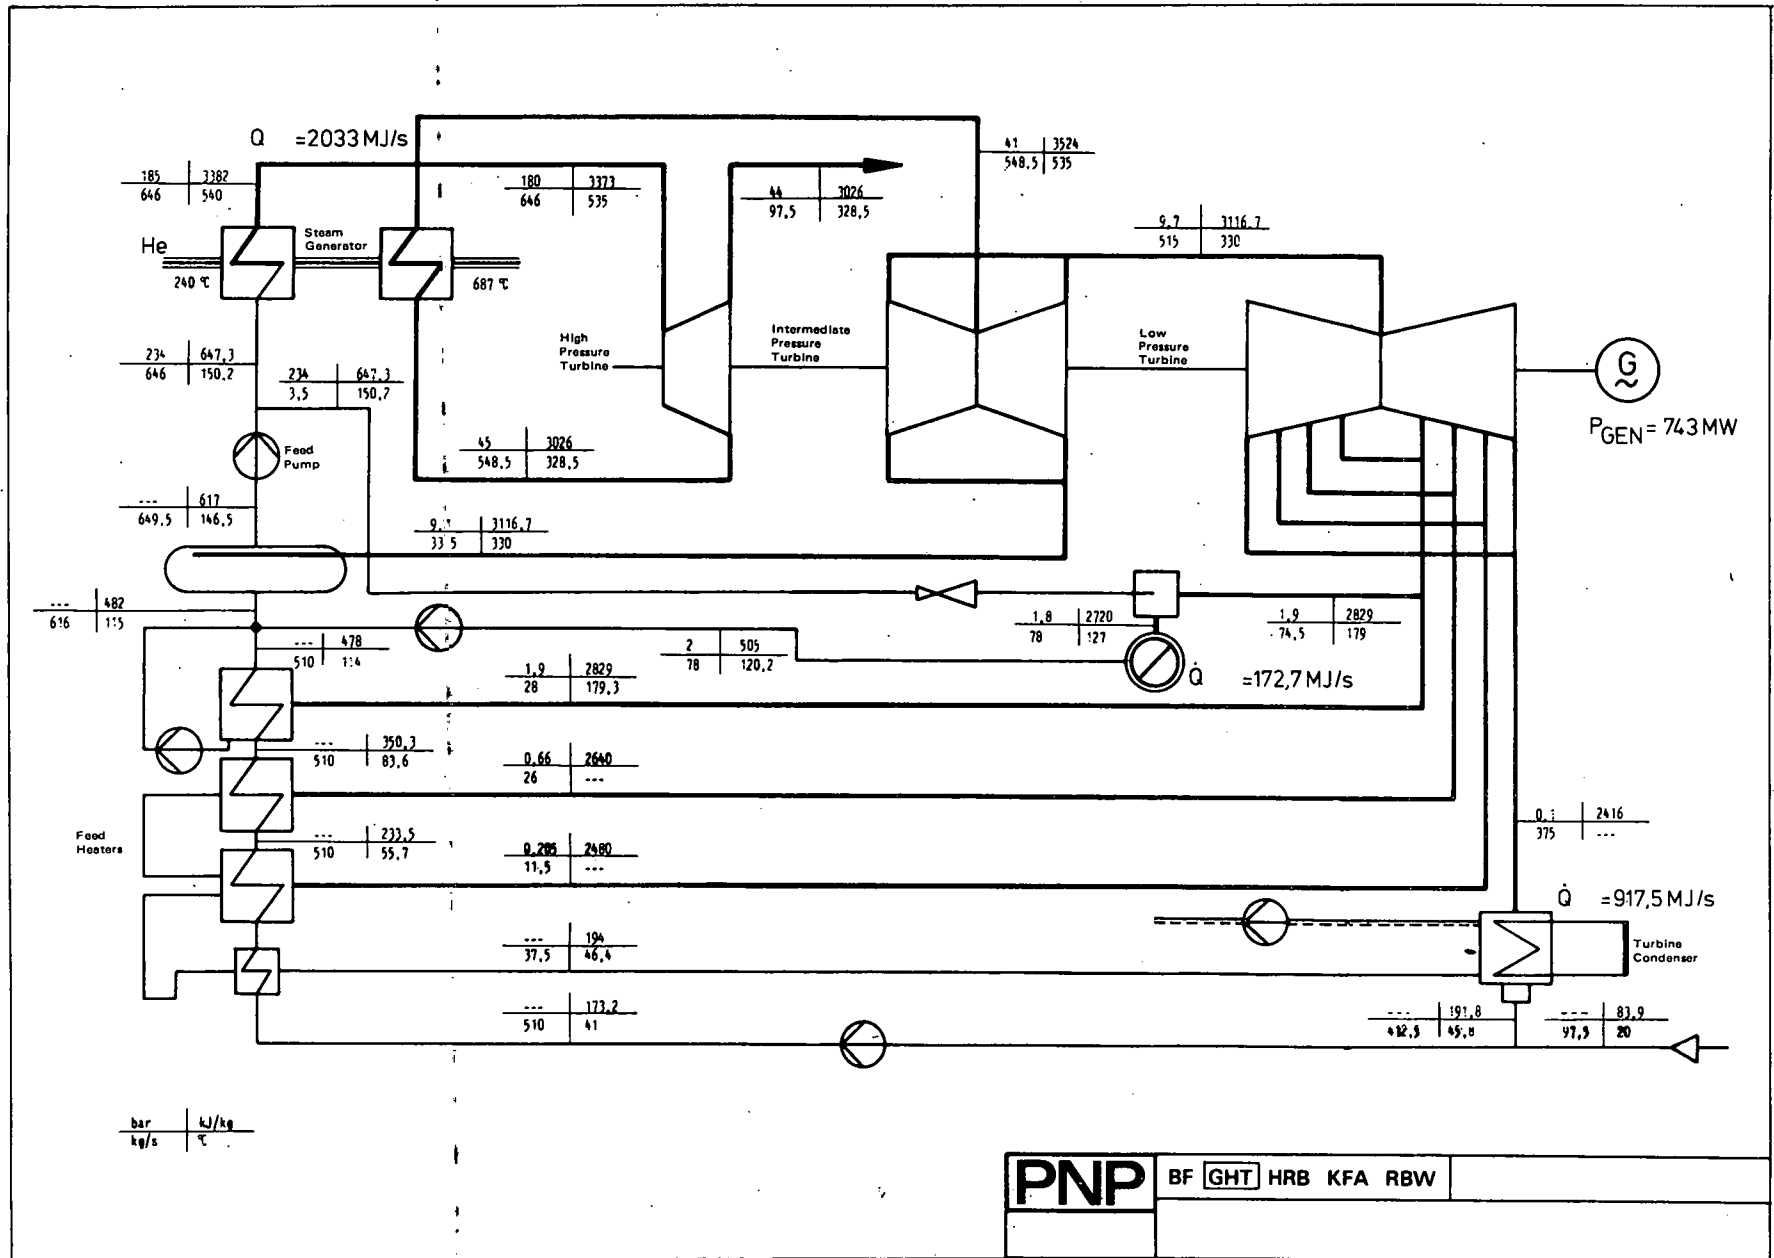 Q̇ =2033 MJ/s
41 | 3524
548.5 | 535
185 | 3382
646 | 540
180 | 3373
646 | 535
44 | 3026
97.5 | 328,5
9.7 | 3116.7
515 | 330
He
Steam
Generator
240 °C
687 °C
High
Pressure
Turbine
Intermediate
Pressure
Turbine
Low
Pressure
Turbine
G
~
P GEN = 743 MW
234 | 647,3
646 | 150,2
234 | 647.3
3.5 | 150,7
Feed
Pump
45 | 3026
548,5 | 328,5
--- | 617
649,5 | 146,5
3116.7
330
--- | 482
616 | 115
--- | 478
510 | 114
2 | 505
78 | 120,2
1,8 | 2720
78 | 127
1,9 | 2829
74,5 | 179
Q̇ =172,7 MJ/s
1,9 | 2829
28 | 179,3
--- | 350,3
510 | 83,6
0,66 | 2640
26 | ---
Feed
Heaters
--- | 233,5
510 | 55,7
2480
11,5 | ---
2416
375 | ---
Q̇ =917,5 MJ/s
Turbine
Condenser
--- | 194
37,5 | 46,4
--- | 173,2
510 | 41
--- | 191,8
--- | 83,9
20
bar | kJ/kg
kg/s | °C
PNP
BF GHT HRB KFA RBW